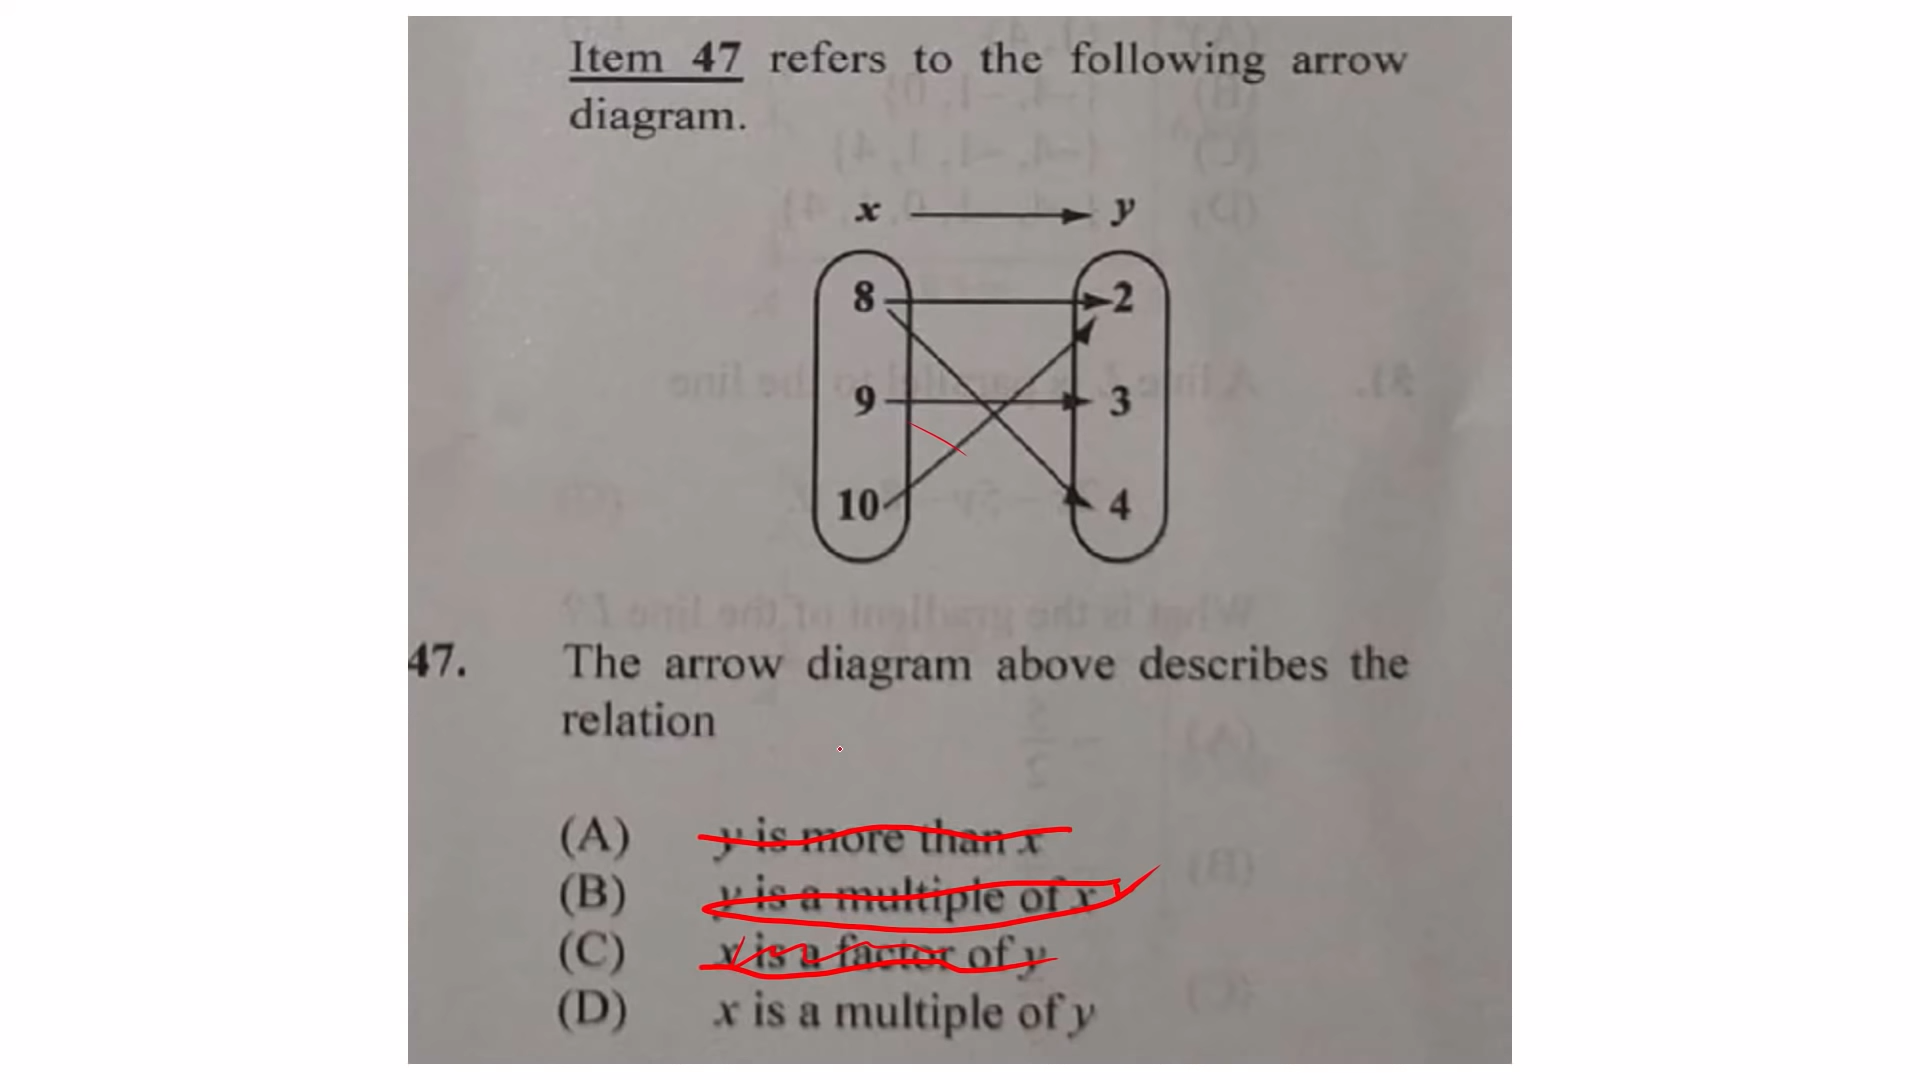 Item 47 refers to the following arrow
diagram.
x y
8 2
9 3
10 4
47. The arrow diagram above describes the
relation
(A) y is more than x
(B) y is a multiple of x
(C) x is a factor of y
(D) x is a multiple of y